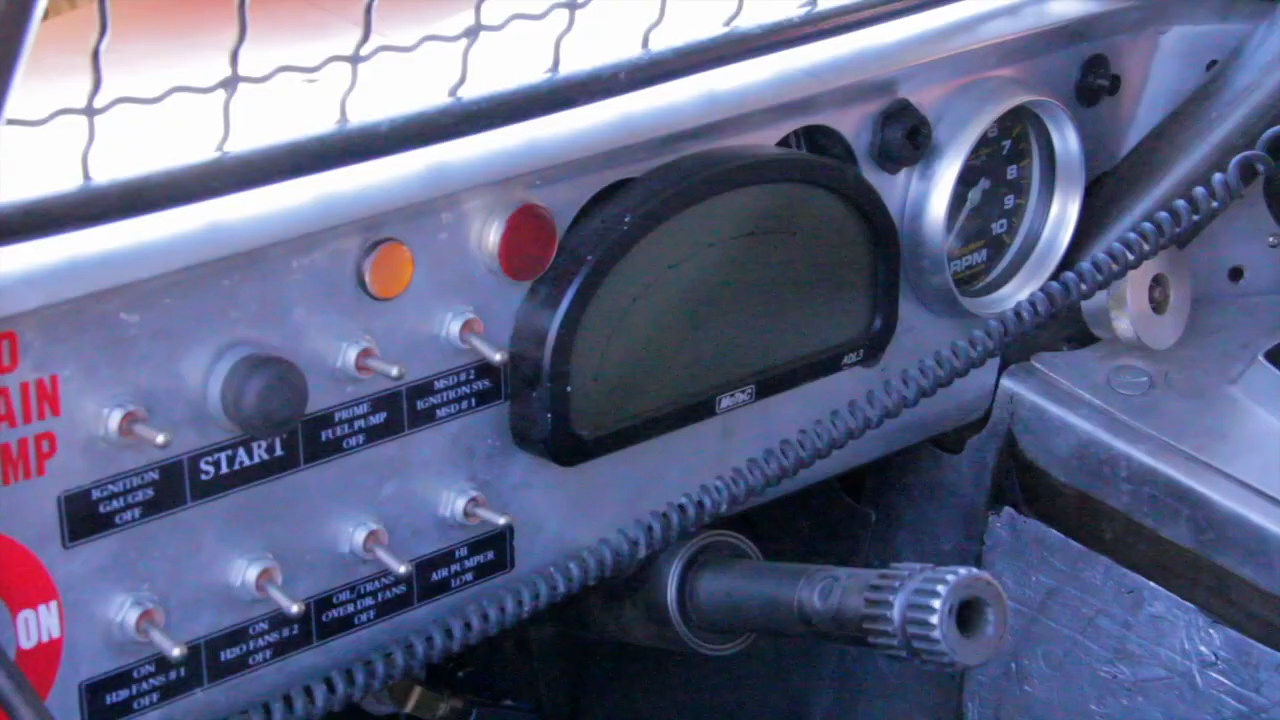 AIN
MP
ON
IGNITION
GAUGES
OFF
START
PRIME
FUEL PUMP
OFF
MSD # 2
IGNITION SYS.
MSD # 1
ON
H20 FANS # 1
OFF
ON
H2O FANS # 2
OFF
OIL/TRANS
OVER DR. FANS
OFF
HI
AIR PUMPER
LOW
MoTeC
ADL3
6
7
8
9
10
RPM